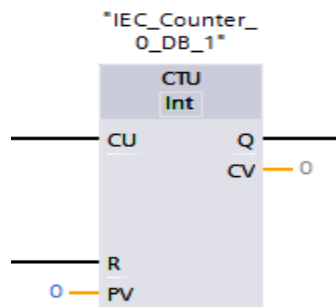 "IEC_Counter_
0_DB_1"
CTU
Int
CU Q
CV 0
R
0 PV